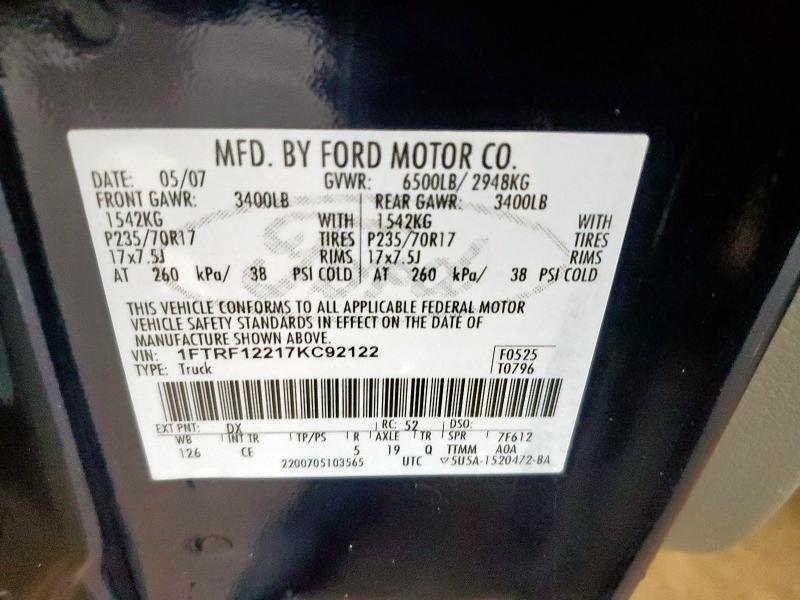 MFD. BY FORD MOTOR CO.
DATE: 05/07 GVWR: 6500LB/ 2948KG
FRONT GAWR: 3400LB REAR GAWR: 3400LB
1542KG WITH 1542KG WITH
P235/70R17 TIRES P235/70R17 TIRES
17x7.5J RIMS 17x7.5J RIMS
AT 260 kPa/ 38 PSI COLD AT 260 kPa/ 38 PSI COLD
Ford
THIS VEHICLE CONFORMS TO ALL APPLICABLE FEDERAL MOTOR
VEHICLE SAFETY STANDARDS IN EFFECT ON THE DATE OF
MANUFACTURE SHOWN ABOVE.
VIN: 1FTRF12217KC92122 F0525
TYPE: Truck T0796
EXT PNT: DX RC: 52 DSO:
WB INT TR TP/PS R AXLE TR SPR 7F612
126 CE 5 19 Q TTMM A0A
2200705103565 UTC ▽5U5A-1520472-BA